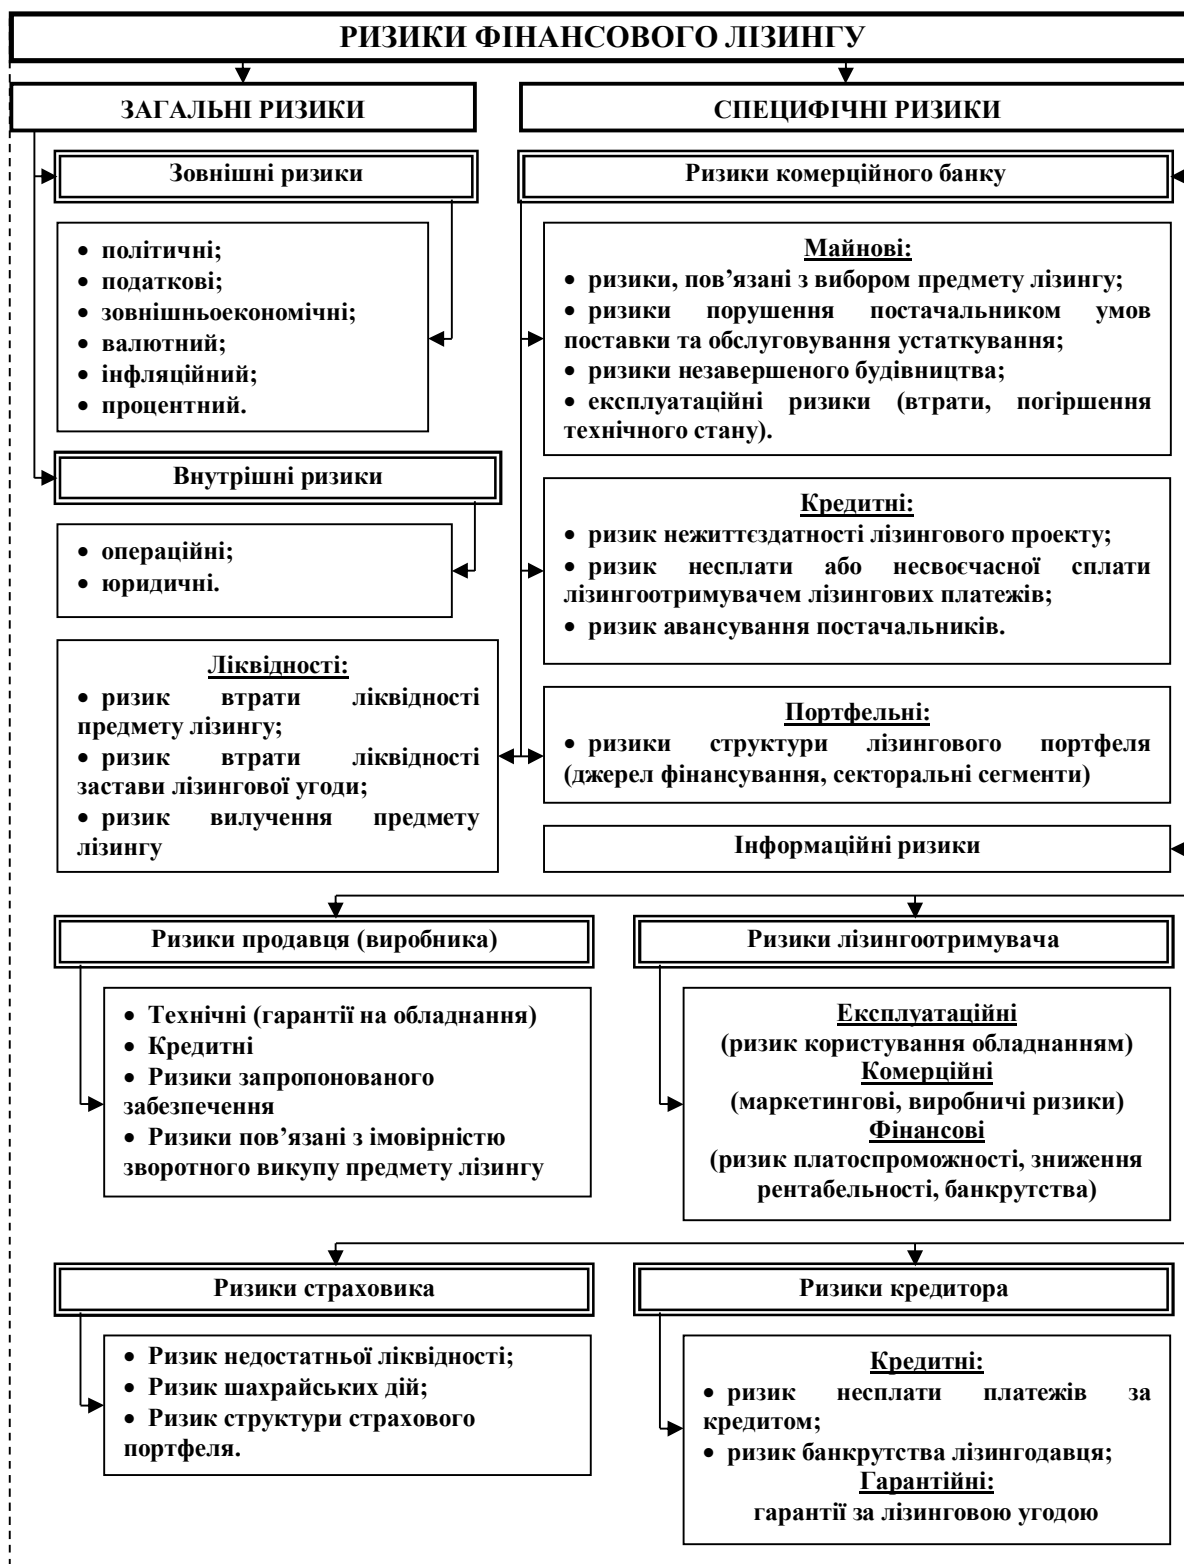 РИЗИКИ ФІНАНСОВОГО ЛІЗИНГУ
ЗАГАЛЬНІ РИЗИКИ
СПЕЦИФІЧНІ РИЗИКИ
Зовнішні ризики
• політичні;
• податкові;
• зовнішньоекономічні;
• валютний;
• інфляційний;
• процентний.
Внутрішні ризики
• операційні;
• юридичні.
Ліквідності:
• ризик втрати ліквідності
предмету лізингу;
• ризик втрати ліквідності
застави лізингової угоди;
• ризик вилучення предмету
лізингу
Ризики комерційного банку
Майнові:
• ризики, пов’язані з вибором предмету лізингу;
• ризики порушення постачальником умов
поставки та обслуговування устаткування;
• ризики незавершеного будівництва;
• експлуатаційні ризики (втрати, погіршення
технічного стану).
Кредитні:
• ризик нежиттєздатності лізингового проекту;
• ризик несплати або несвоєчасної сплати
лізингоотримувачем лізингових платежів;
• ризик авансування постачальників.
Портфельні:
• ризики структури лізингового портфеля
(джерел фінансування, секторальні сегменти)
Інформаційні ризики
Ризики продавця (виробника)
• Технічні (гарантії на обладнання)
• Кредитні
• Ризики запропонованого
забезпечення
• Ризики пов’язані з імовірністю
зворотного викупу предмету лізингу
Ризики лізингоотримувача
Експлуатаційні
(ризик користування обладнанням)
Комерційні
(маркетингові, виробничі ризики)
Фінансові
(ризик платоспроможності, зниження
рентабельності, банкрутства)
Ризики страховика
• Ризик недостатньої ліквідності;
• Ризик шахрайських дій;
• Ризик структури страхового
портфеля.
Ризики кредитора
Кредитні:
• ризик несплати платежів за
кредитом;
• ризик банкрутства лізингодавця;
Гарантійні:
гарантії за лізинговою угодою